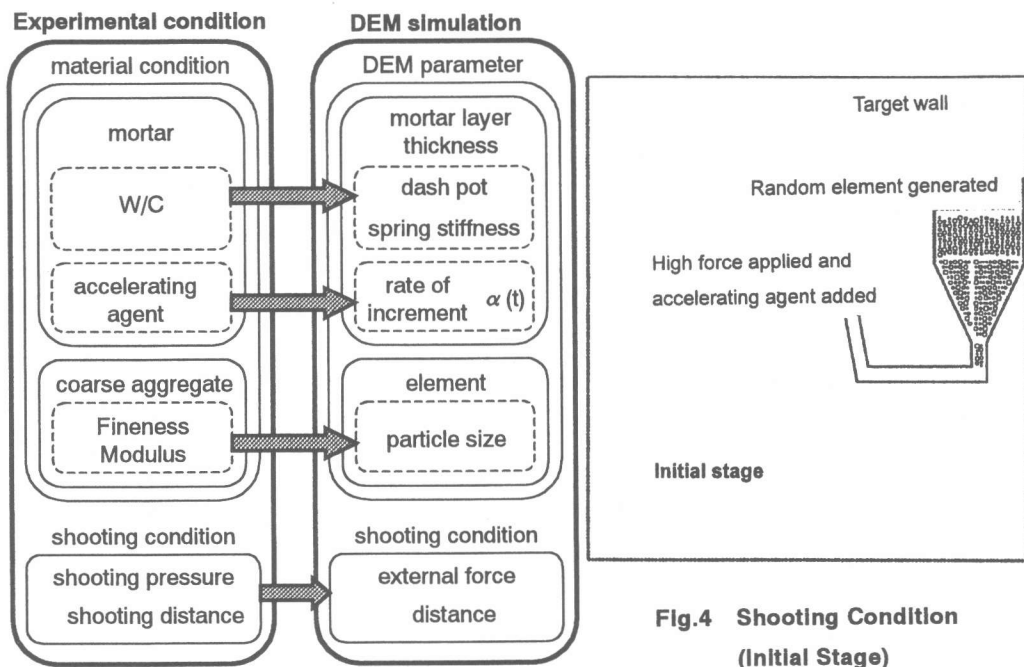 Experimental condition
material condition
mortar
W/C
accelerating
agent
coarse aggregate
Fineness
Modulus
shooting condition
shooting pressure
shooting distance
DEM simulation
DEM parameter
mortar layer
thickness
dash pot
spring stiffness
rate of
increment α (t)
element
particle size
shooting condition
external force
distance
Target wall
Random element generated
High force applied and
accelerating agent added
Initial stage
Fig.4 Shooting Condition
(Initial Stage)